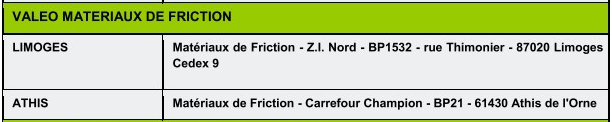 VALEO MATERIAUX DE FRICTION
LIMOGES
Matériaux de Friction - Z.I. Nord - BP1532 - rue Thimonier - 87020 Limoges
Cedex 9
ATHIS
Matériaux de Friction - Carrefour Champion - BP21 - 61430 Athis de l'Orne